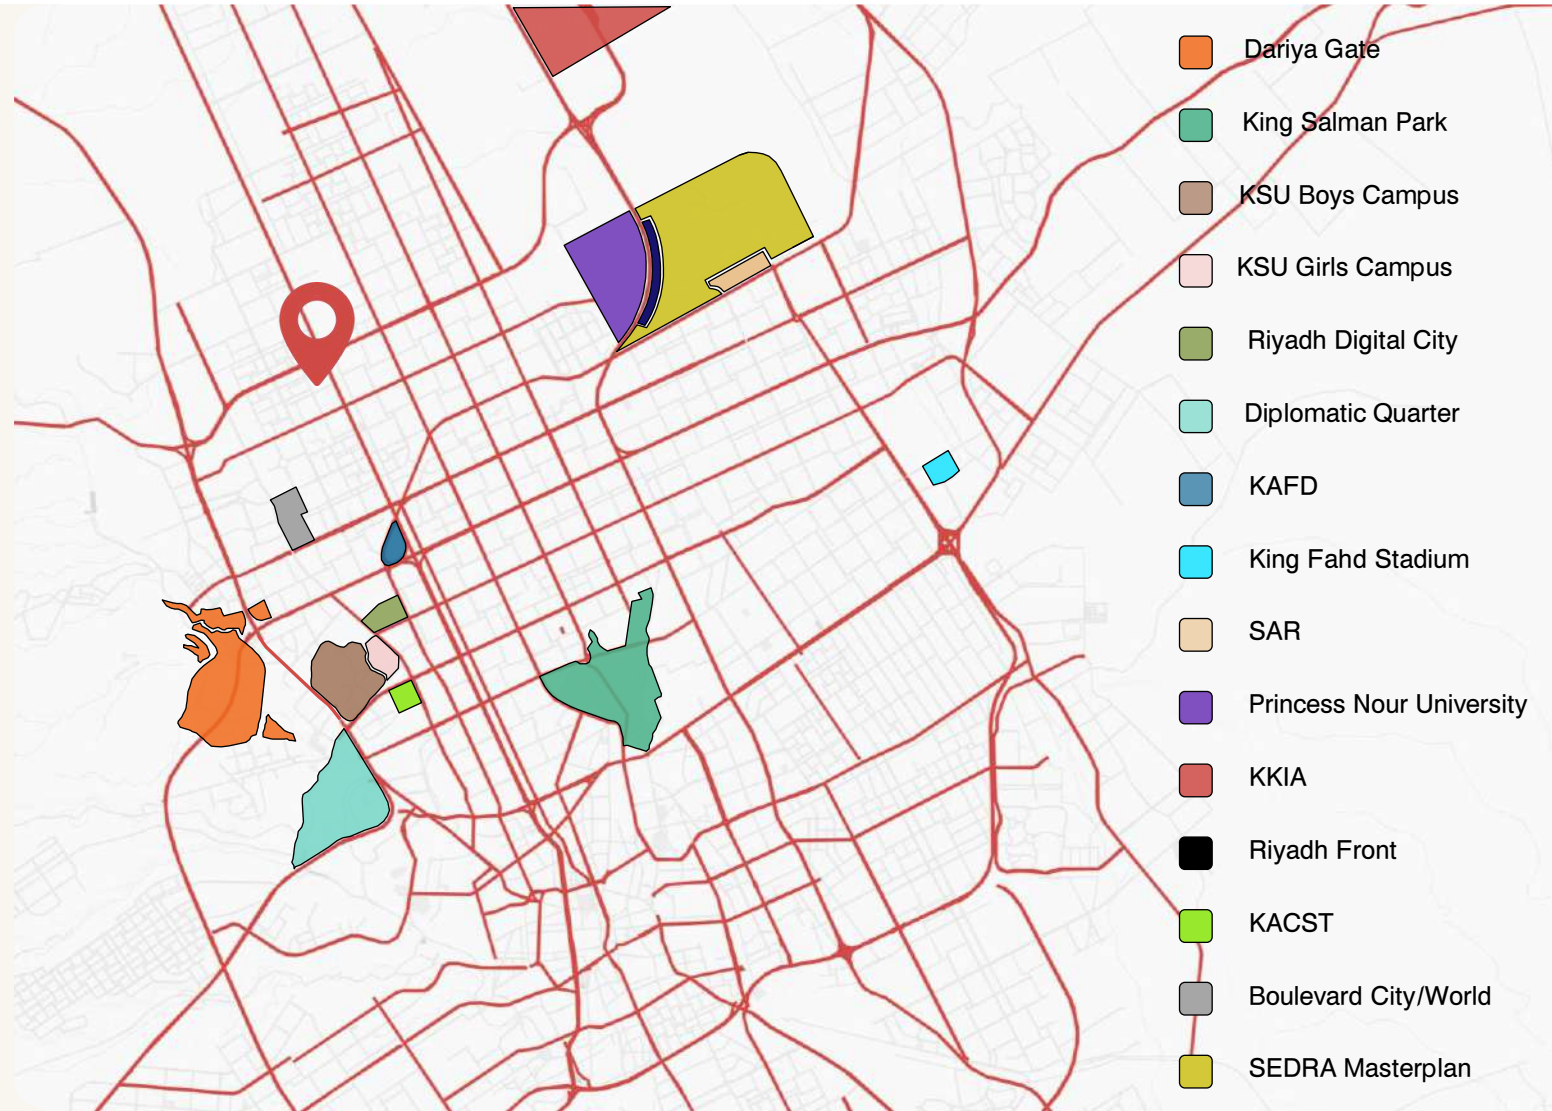 Dariya Gate
King Salman Park
KSU Boys Campus
KSU Girls Campus
Riyadh Digital City
Diplomatic Quarter
KAFD
King Fahd Stadium
SAR
Princess Nour University
KKIA
Riyadh Front
KACST
Boulevard City/World
SEDRA Masterplan